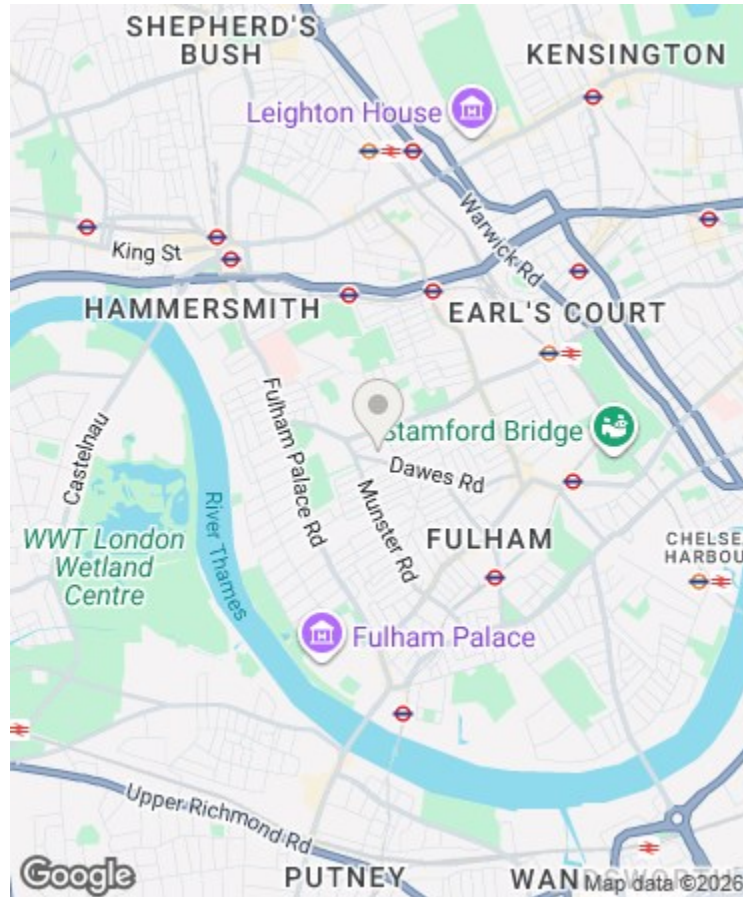 SHEPHERD'S
BUSH
KENSINGTON
Leighton House
Warwick Rd
King St
HAMMERSMITH
EARL'S COURT
Fulham Palace Rd
Castelnau
Stamford Bridge
Dawes Rd
Munster Rd
River Thames
WWT London
Wetland
Centre
FULHAM
CHELSEA
HARBOU
Fulham Palace
Upper Richmond Rd
PUTNEY
Google
Map data ©2026